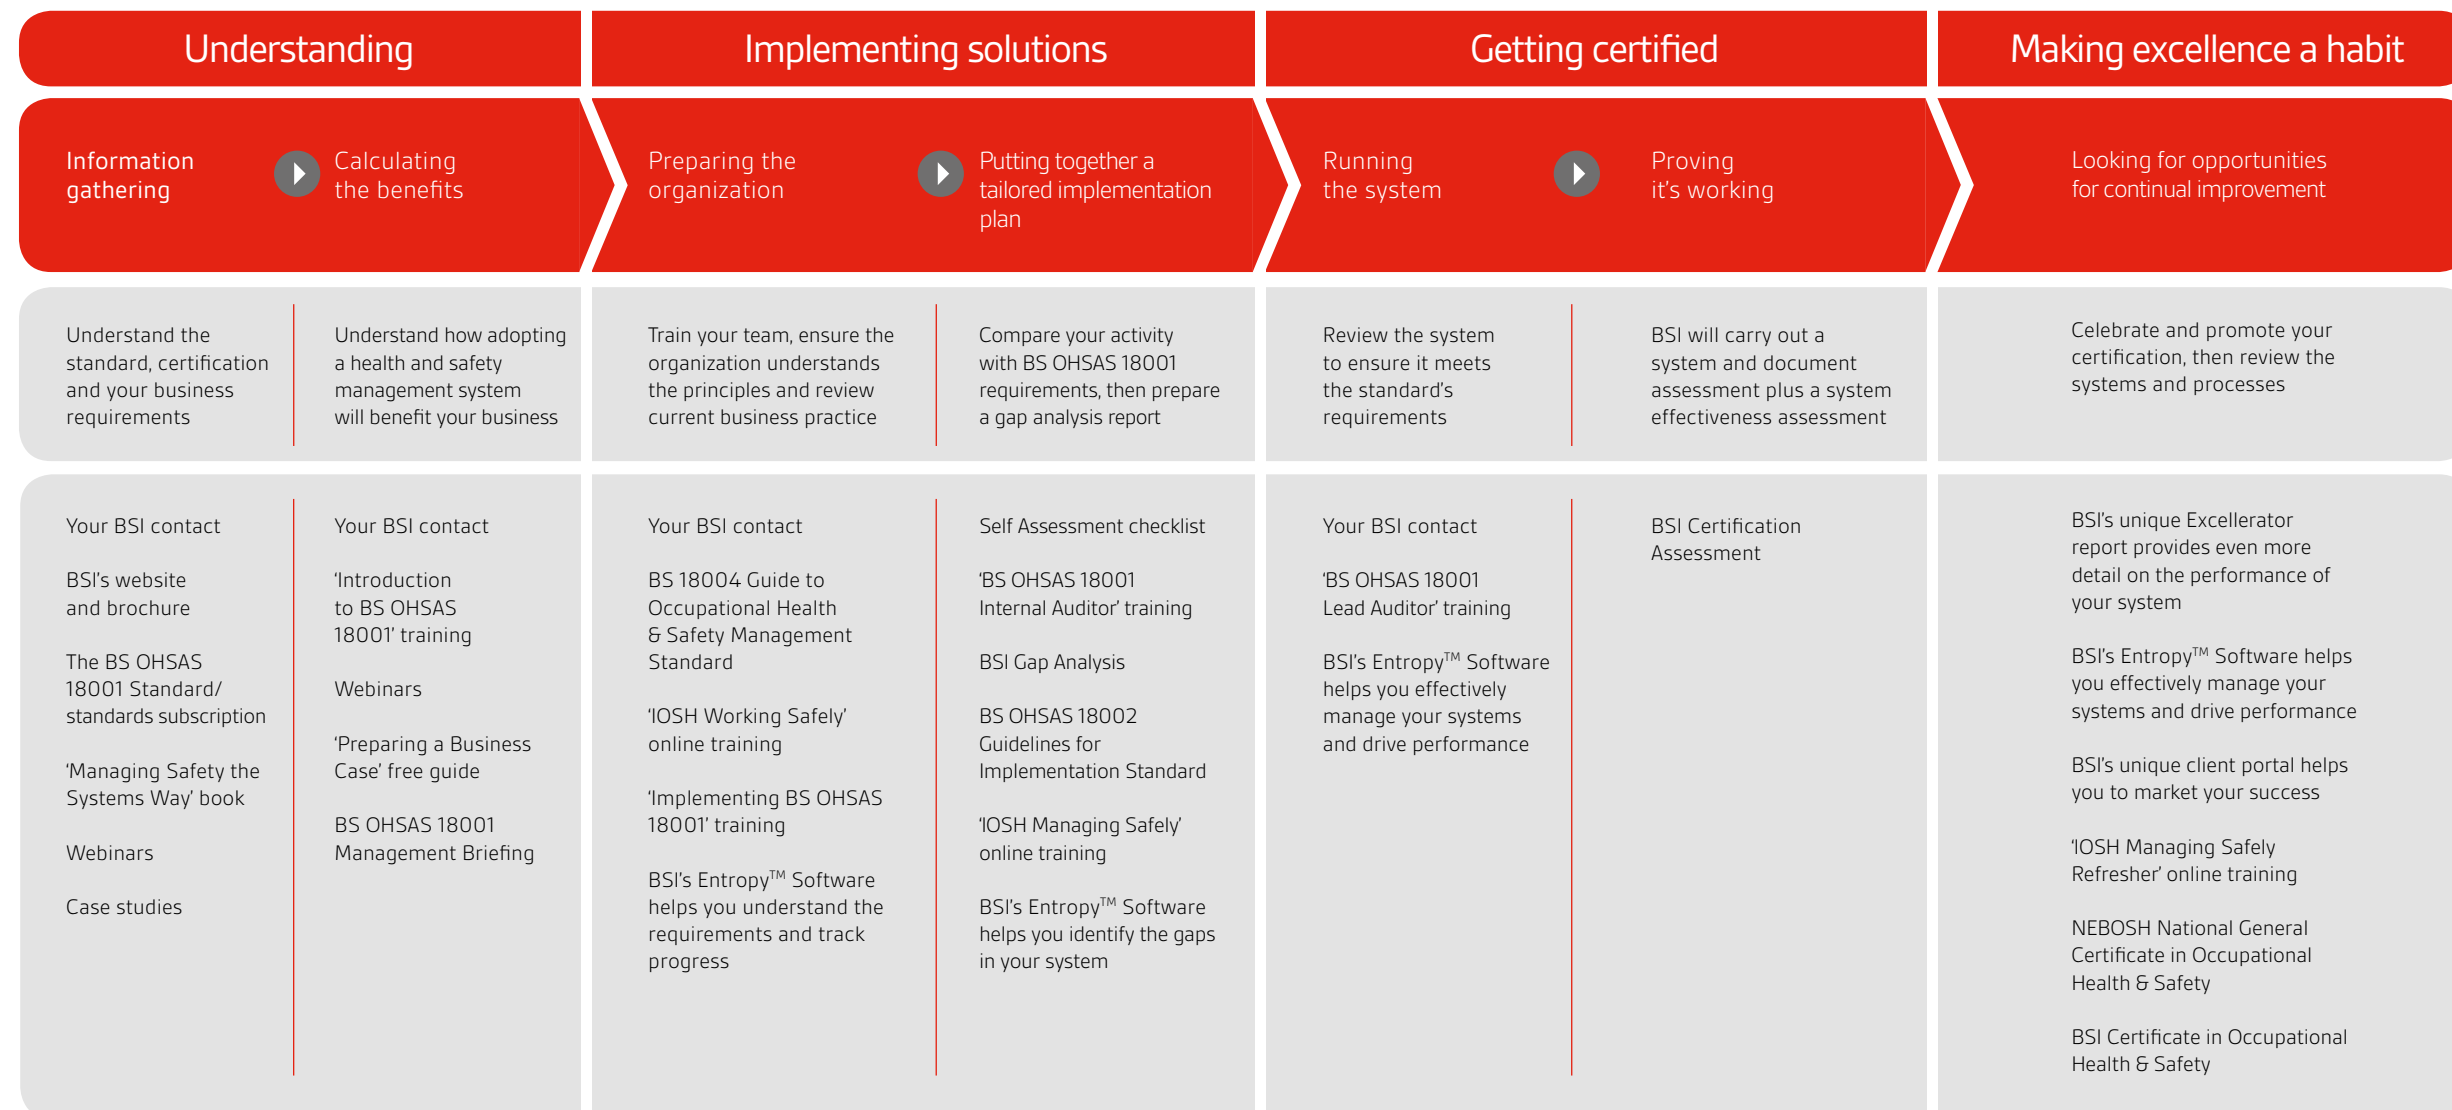 Understanding
Implementing solutions
Getting certified
Making excellence a habit
Information
gathering
Calculating
the benefits
Preparing the
organization
Putting together a
tailored implementation
plan
Running
the system
Proving
it's working
Looking for opportunities
for continual improvement
Understand the
standard, certification
and your business
requirements
Understand how adopting
a health and safety
management system
will benefit your business
Train your team, ensure the
organization understands
the principles and review
current business practice
Compare your activity
with BS OHSAS 18001
requirements, then prepare
a gap analysis report
Review the system
to ensure it meets
the standard's
requirements
BSI will carry out a
system and document
assessment plus a system
effectiveness assessment
Celebrate and promote your
certification, then review the
systems and processes
Your BSI contact
BSI's website
and brochure
The BS OHSAS
18001 Standard/
standards subscription
'Managing Safety the
Systems Way' book
Webinars
Case studies
Your BSI contact
'Introduction
to BS OHSAS
18001' training
Webinars
'Preparing a Business
Case' free guide
BS OHSAS 18001
Management Briefing
Your BSI contact
BS 18004 Guide to
Occupational Health
& Safety Management
Standard
'IOSH Working Safely'
online training
'Implementing BS OHSAS
18001' training
BSI's Entropy™ Software
helps you understand the
requirements and track
progress
Self Assessment checklist
'BS OHSAS 18001
Internal Auditor' training
BSI Gap Analysis
BS OHSAS 18002
Guidelines for
Implementation Standard
'IOSH Managing Safely'
online training
BSI's Entropy™ Software
helps you identify the gaps
in your system
Your BSI contact
'BS OHSAS 18001
Lead Auditor' training
BSI's Entropy™ Software
helps you effectively
manage your systems
and drive performance
BSI Certification
Assessment
BSI's unique Excellerator
report provides even more
detail on the performance of
your system
BSI's Entropy™ Software helps
you effectively manage your
systems and drive performance
BSI's unique client portal helps
you to market your success
'IOSH Managing Safely
Refresher' online training
NEBOSH National General
Certificate in Occupational
Health & Safety
BSI Certificate in Occupational
Health & Safety